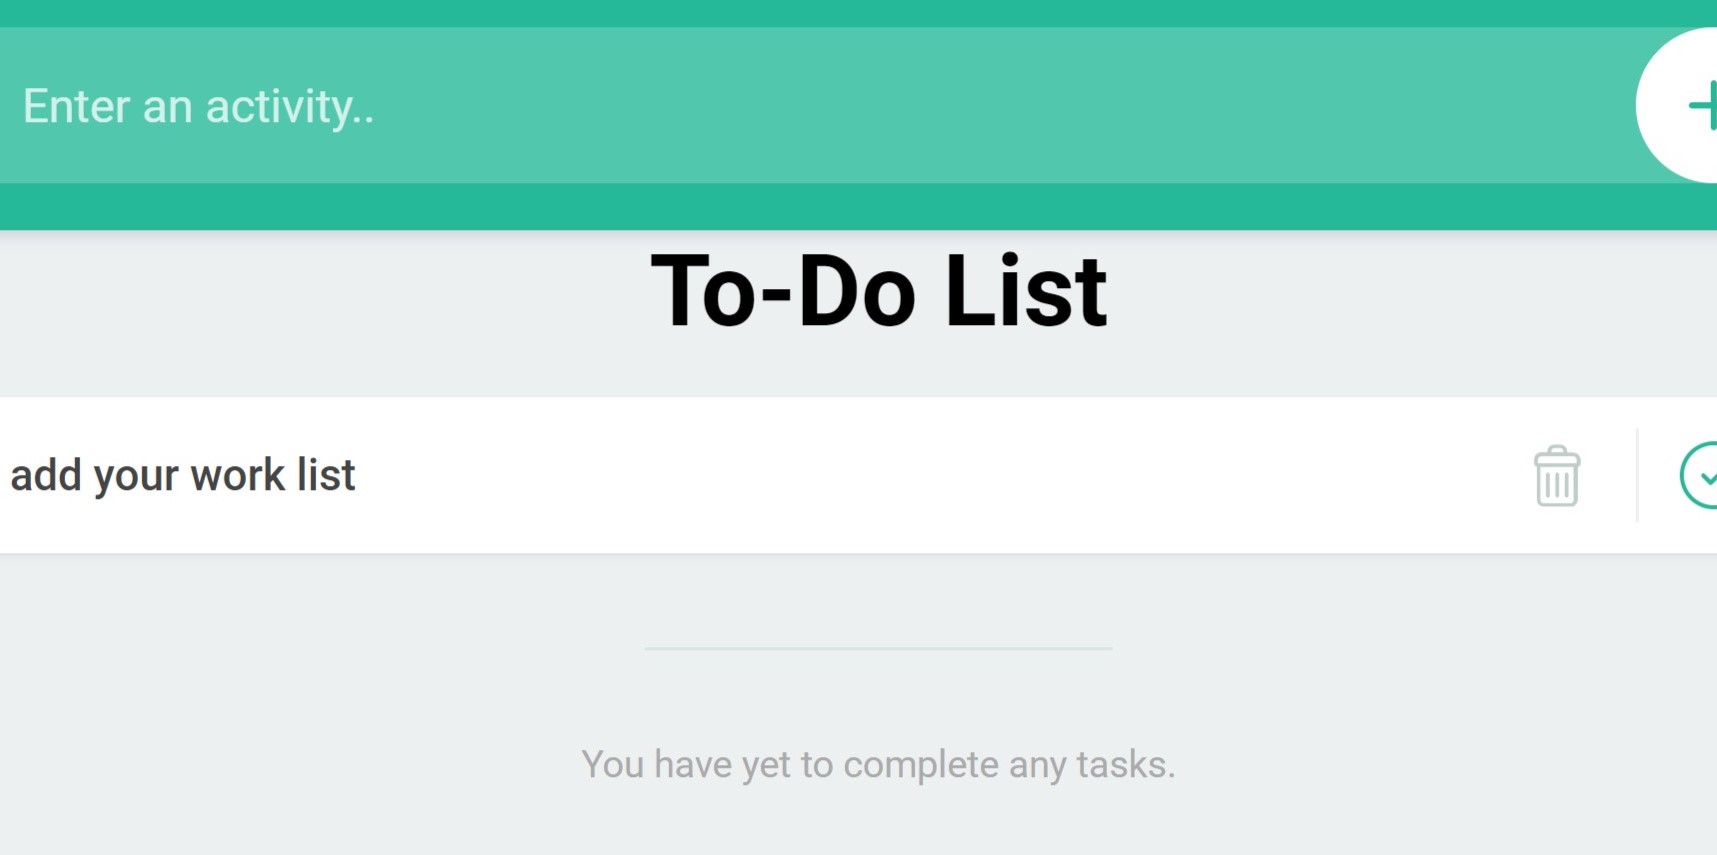 Enter an activity..
To-Do List
add your work list
You have yet to complete any tasks.